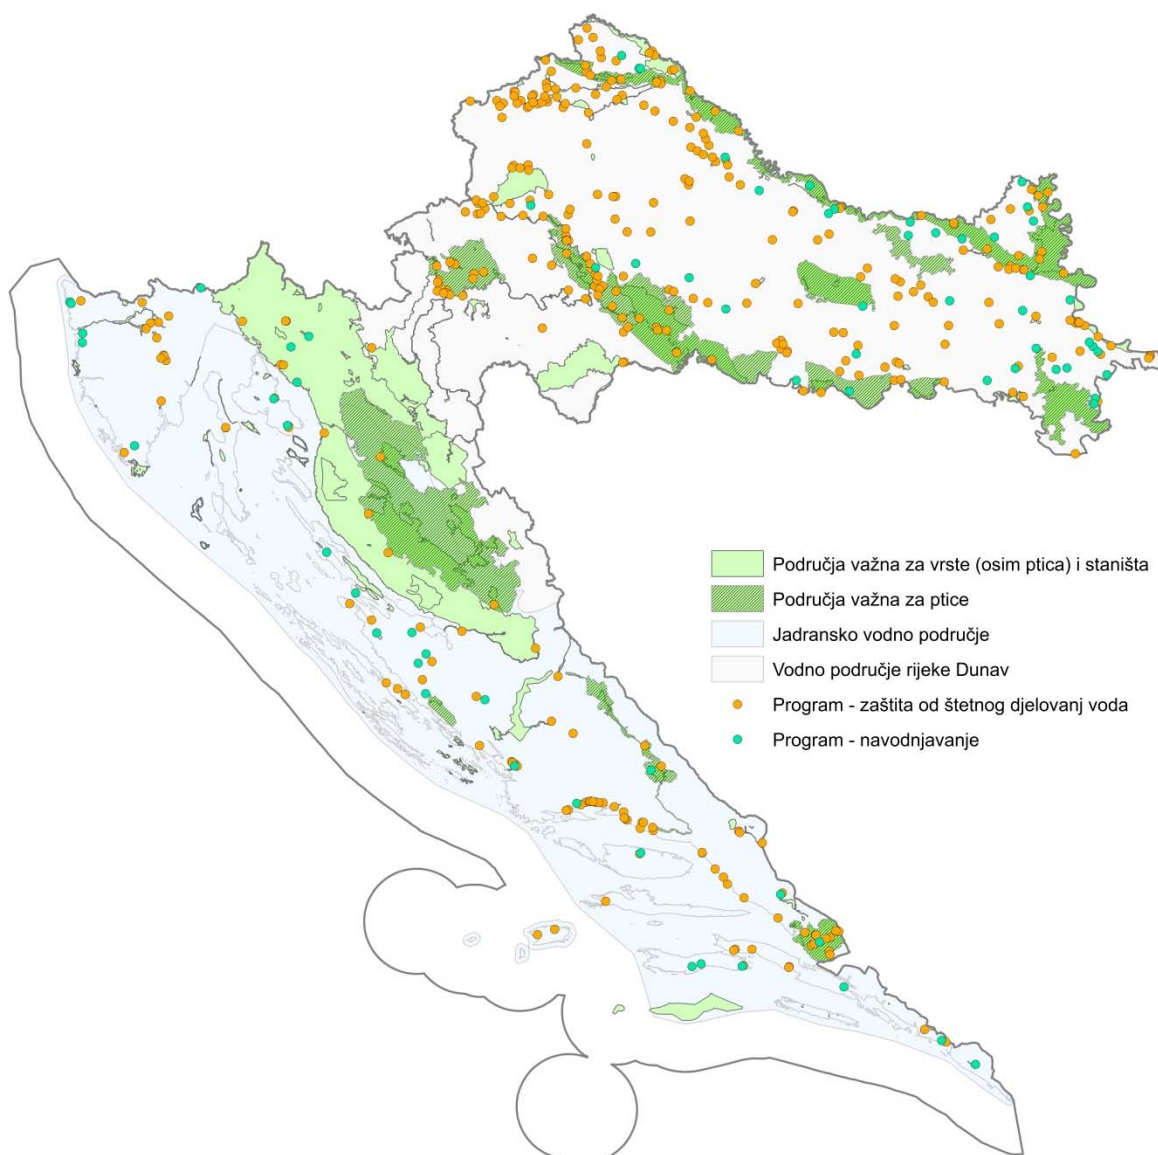 Područja važna za vrste (osim ptica) i staništa
Područja važna za ptice
Jadransko vodno područje
Vodno područje rijeke Dunav
Program - zaštita od štetnog djelovanj voda
Program - navodnjavanje